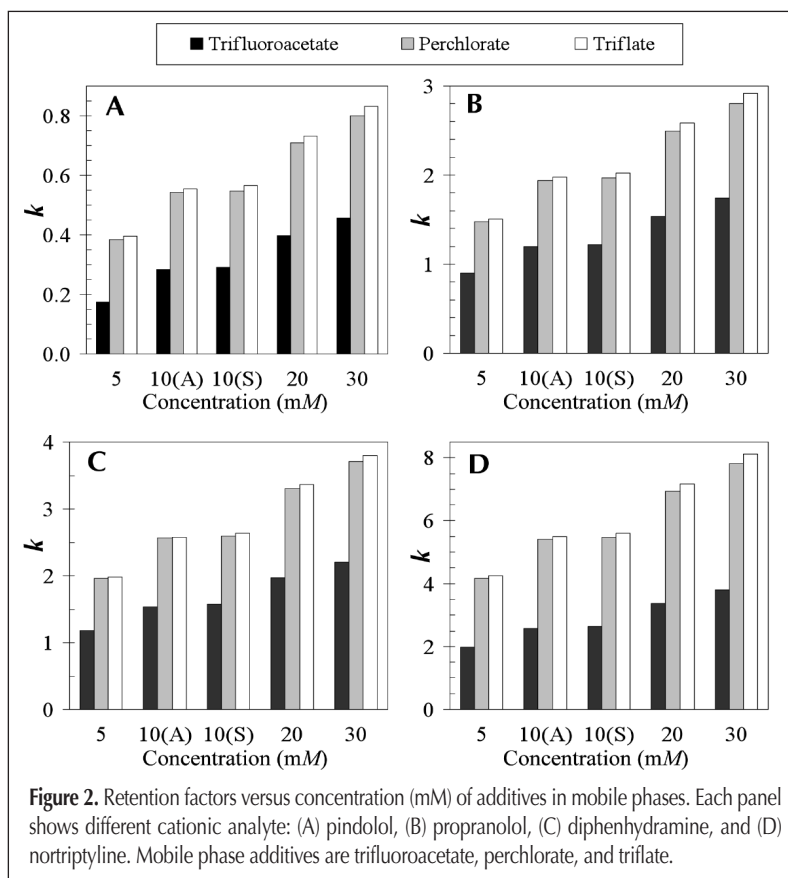 Trifluoroacetate Perchlorate Triflate
A
0.8
0.6
0.4
0.2
0.0
k
5 10(A) 10(S) 20 30
Concentration (mM)
B
3
2
1
0
k
5 10(A) 10(S) 20 30
Concentration (mM)
C
4
3
2
1
0
k
5 10(A) 10(S) 20 30
Concentration (mM)
D
8
6
4
2
0
k
5 10(A) 10(S) 20 30
Concentration (mM)
Figure 2. Retention factors versus concentration (mM) of additives in mobile phases. Each panel
shows different cationic analyte: (A) pindolol, (B) propranolol, (C) diphenhydramine, and (D)
nortriptyline. Mobile phase additives are trifluoroacetate, perchlorate, and triflate.